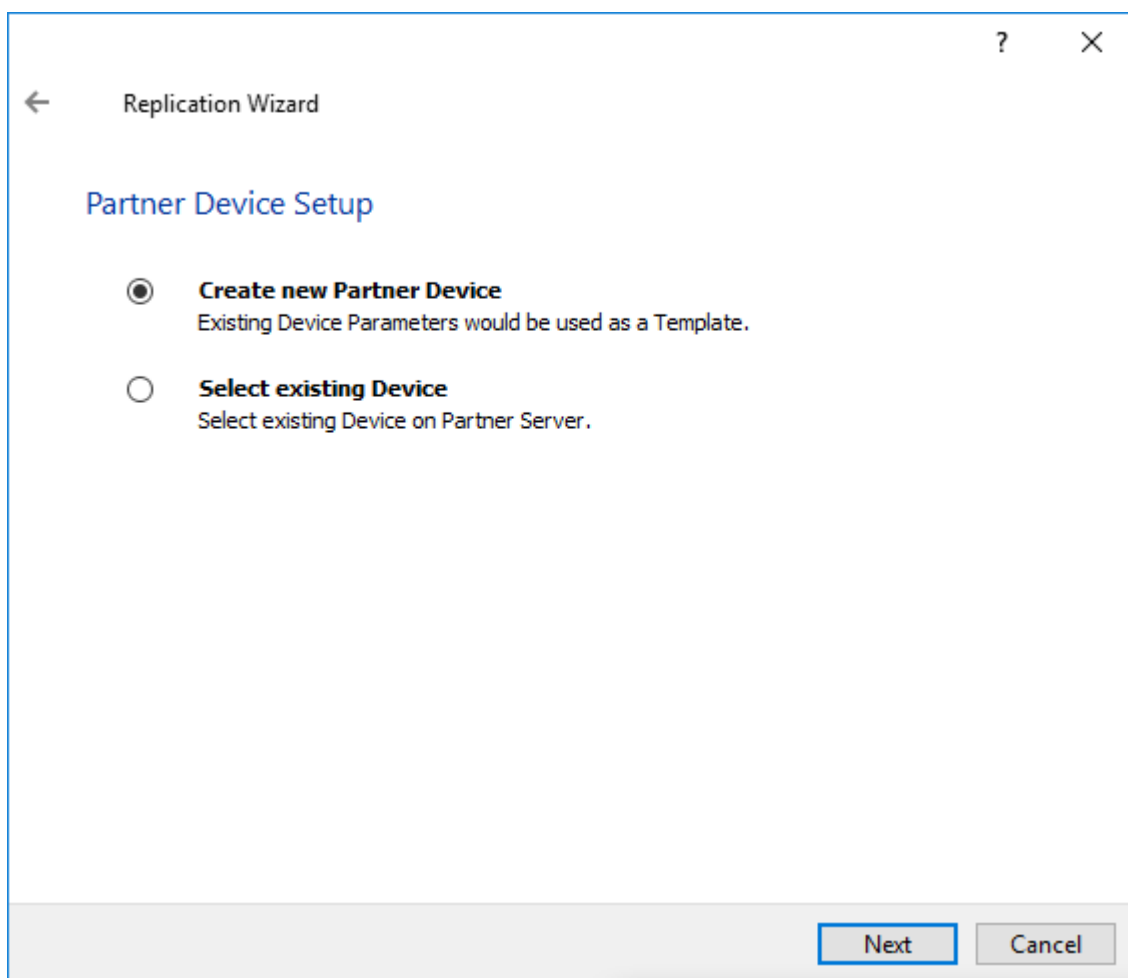 ?
Replication Wizard
Partner Device Setup
Create new Partner Device
Existing Device Parameters would be used as a Template.
Select existing Device
Select existing Device on Partner Server.
Next Cancel